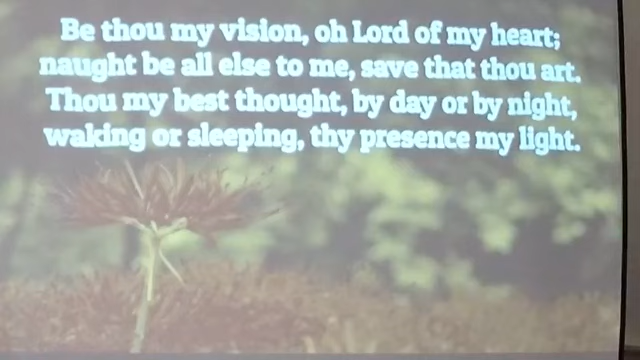 Be thou my vision, oh Lord of my heart;
naught be all else to me, save that thou art.
Thou my best thought, by day or by night,
waking or sleeping, thy presence my light.